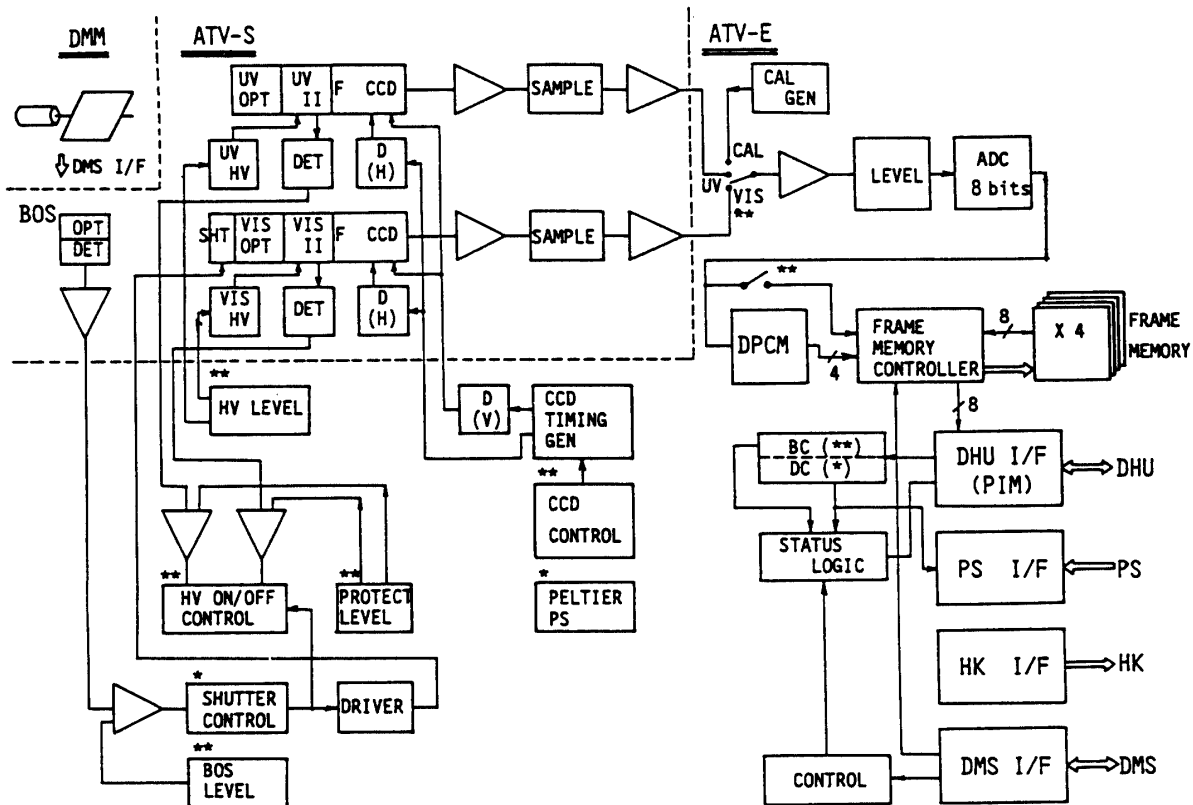 DMM
ATV-S
ATV-E
DMS I/F
UV
OPT
UV
II
F
CCD
SAMPLE
CAL
GEN
UV
HV
DET
D
(H)
CAL
UV
VIS
**
LEVEL
ADC
8 bits
BOS
OPT
DET
SHT
VIS
OPT
VIS
II
F
CCD
SAMPLE
VIS
HV
DET
D
(H)
**
DPCM
4
FRAME
MEMORY
CONTROLLER
8
X 4
FRAME
MEMORY
8
**
HV LEVEL
D
(V)
CCD
TIMING
GEN
**
CCD
CONTROL
BC (**)
DC (*)
DHU I/F
(PIM)
DHU
STATUS
LOGIC
PS I/F
PS
**
HV ON/OFF
CONTROL
**
PROTECT
LEVEL
*
PELTIER
PS
HK I/F
HK
*
SHUTTER
CONTROL
DRIVER
**
BOS
LEVEL
CONTROL
DMS I/F
DMS